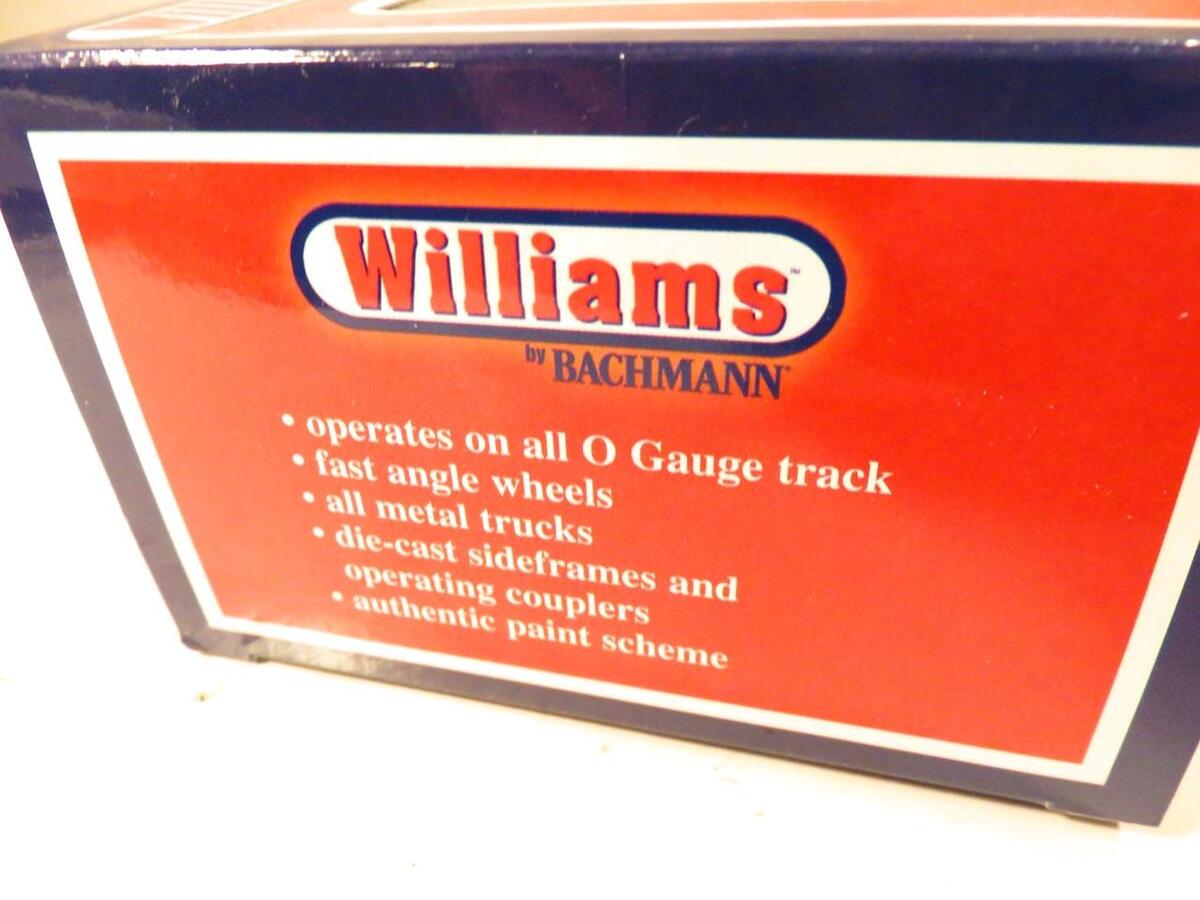 Williams™
by BACHMANN
• operates on all O Gauge track
• fast angle wheels
• all metal trucks
• die-cast sideframes and
operating couplers
• authentic paint scheme